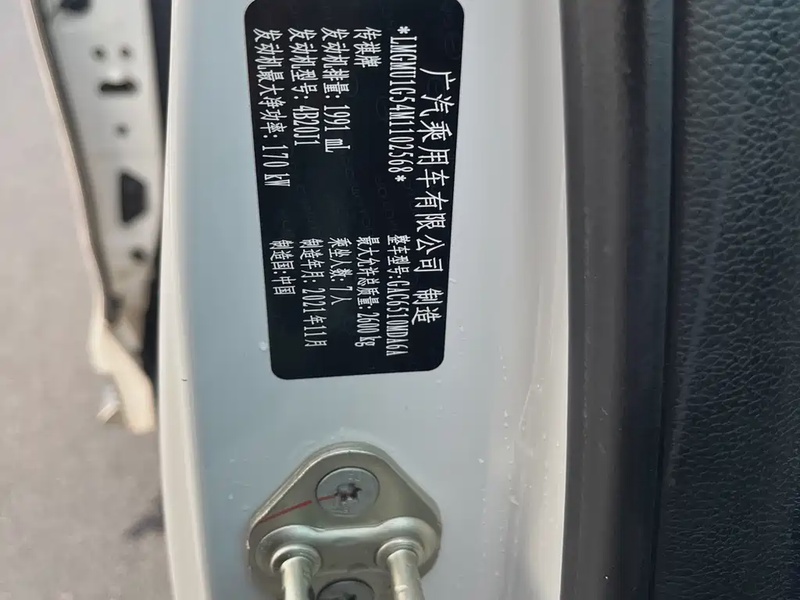 广汽乘用车有限公司 制造
*LMGNU1G54M1102568*
整车型号: GAC6510MDA6A
传祺牌
最大允许总质量: 2600 kg
发动机排量: 1991 mL
乘坐人数: 7人
发动机型号: 4B20J1
制造年月: 2021年11月
发动机最大净功率: 170 kW
制造国: 中国